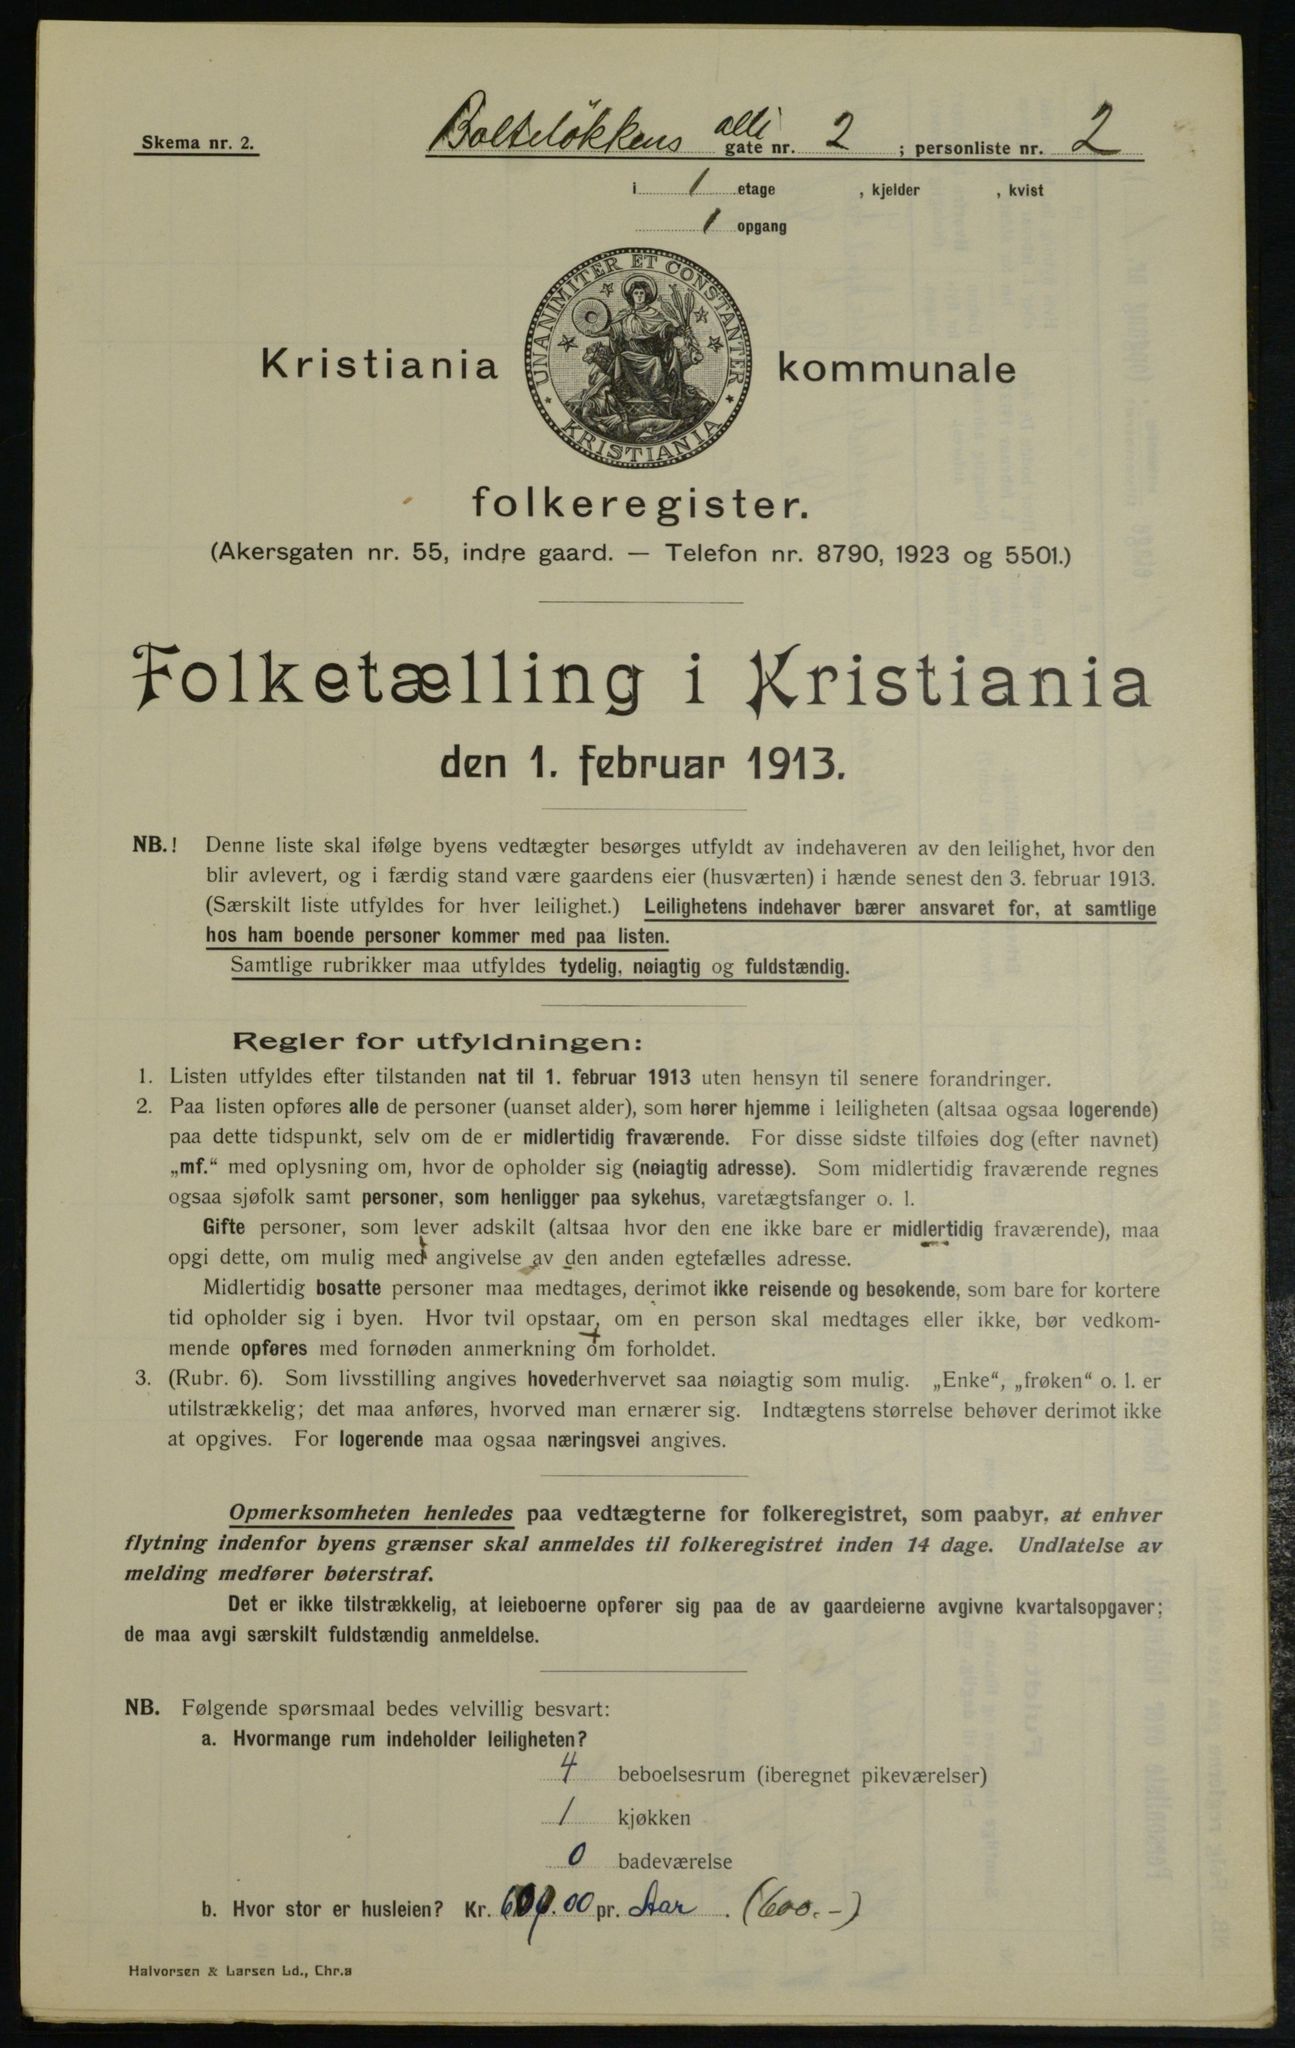 Skema nr. 2.
Bolteløkkens allé gate nr. 2 ; personliste nr. 2
i 1 etage , kjelder , kvist
1 opgang
UNANIMITER ET CONSTANTER
KRISTIANIA
Kristiania kommunale
folkeregister.
(Akersgaten nr. 55, indre gaard. — Telefon nr. 8790, 1923 og 5501.)
Folketælling i Kristiania
den 1. februar 1913.
NB.! Denne liste skal ifølge byens vedtægter besørges utfyldt av indehaveren av den leilighet, hvor den
blir avlevert, og i færdig stand være gaardens eier (husværten) i hænde senest den 3. februar 1913.
(Særskilt liste utfyldes for hver leilighet.) Leilighetens indehaver bærer ansvaret for, at samtlige
hos ham boende personer kommer med paa listen.
Samtlige rubrikker maa utfyldes tydelig, nøiagtig og fuldstændig.
Regler for utfyldningen:
1. Listen utfyldes efter tilstanden nat til 1. februar 1913 uten hensyn til senere forandringer.
2. Paa listen opføres alle de personer (uanset alder), som hører hjemme i leiligheten (altsaa ogsaa logerende)
paa dette tidspunkt, selv om de er midlertidig fraværende. For disse sidste tilføies dog (efter navnet)
„mf.“ med oplysning om, hvor de opholder sig (nøiagtig adresse). Som midlertidig fraværende regnes
ogsaa sjøfolk samt personer, som henligger paa sykehus, varetægtsfanger o. l.
Gifte personer, som lever adskilt (altsaa hvor den ene ikke bare er midlertidig fraværende), maa
opgi dette, om mulig med angivelse av den anden egtefælles adresse.
Midlertidig bosatte personer maa medtages, derimot ikke reisende og besøkende, som bare for kortere
tid opholder sig i byen. Hvor tvil opstaar, om en person skal medtages eller ikke, bør vedkom-
mende opføres med fornøden anmerkning om forholdet.
3. (Rubr. 6). Som livsstilling angives hovederhvervet saa nøiagtig som mulig. „Enke“, „frøken“ o. l. er
utilstrækkelig; det maa anføres, hvorved man ernærer sig. Indtægtens størrelse behøver derimot ikke
at opgives. For logerende maa ogsaa næringsvei angives.
Opmerksomheten henledes paa vedtægterne for folkeregistret, som paabyr, at enhver
flytning indenfor byens grænser skal anmeldes til folkeregistret inden 14 dage. Undlatelse av
melding medfører bøterstraf.
Det er ikke tilstrækkelig, at leieboerne opfører sig paa de av gaardeierne avgivne kvartalsopgaver;
de maa avgi særskilt fuldstændig anmeldelse.
NB. Følgende spørsmaal bedes velvillig besvart:
a. Hvormange rum indeholder leiligheten?
4 beboelsesrum (iberegnet pikeværelser)
1 kjøkken
0 badeværelse
b. Hvor stor er husleien? Kr. 600.00 pr. Aar . (600.-)
Halvorsen & Larsen Ld., Chr.a